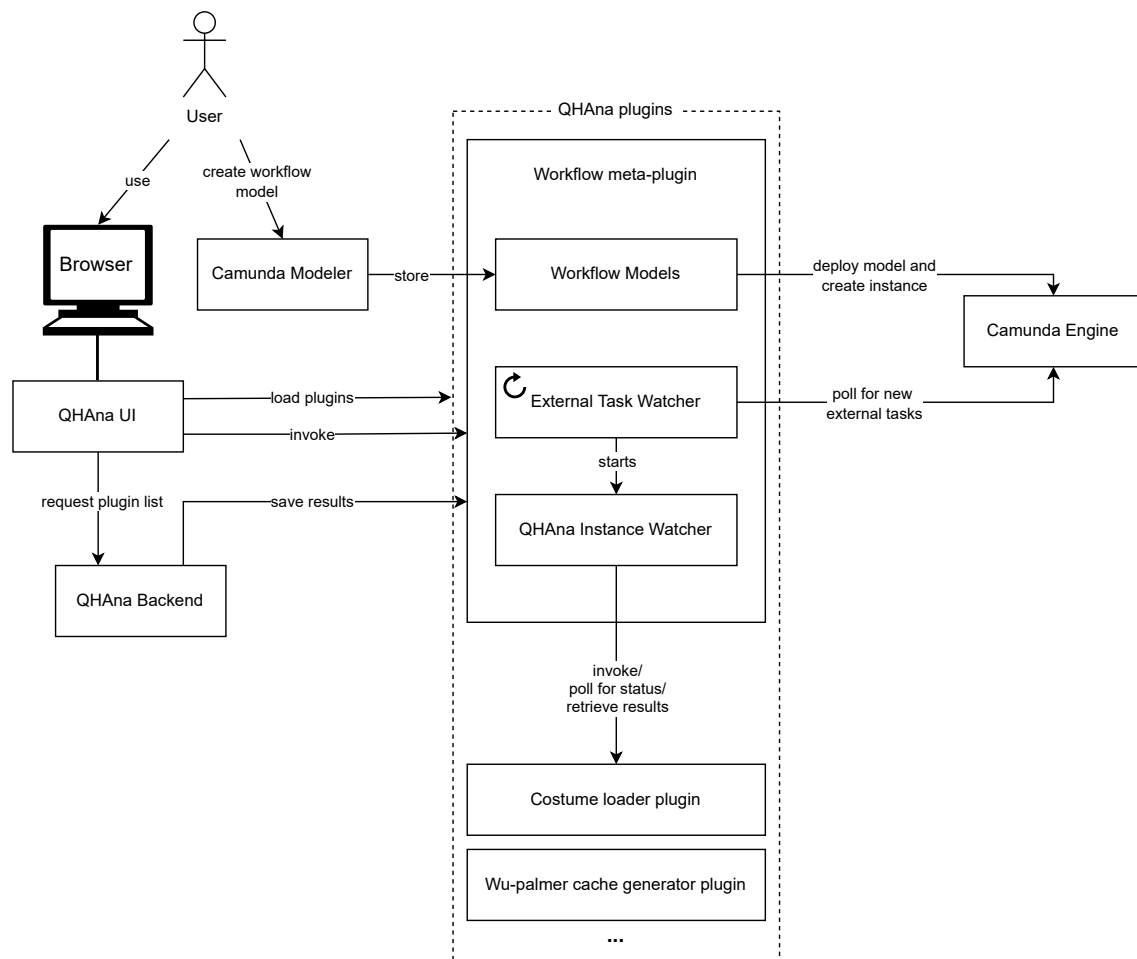 User
QHAna plugins
use
create workflow
model
Workflow meta-plugin
Browser
Camunda Modeler
store
Workflow Models
deploy model and
create instance
Camunda Engine
QHAna UI
load plugins
invoke
External Task Watcher
poll for new
external tasks
starts
request plugin list
save results
QHAna Instance Watcher
QHAna Backend
invoke/
poll for status/
retrieve results
Costume loader plugin
Wu-palmer cache generator plugin
...